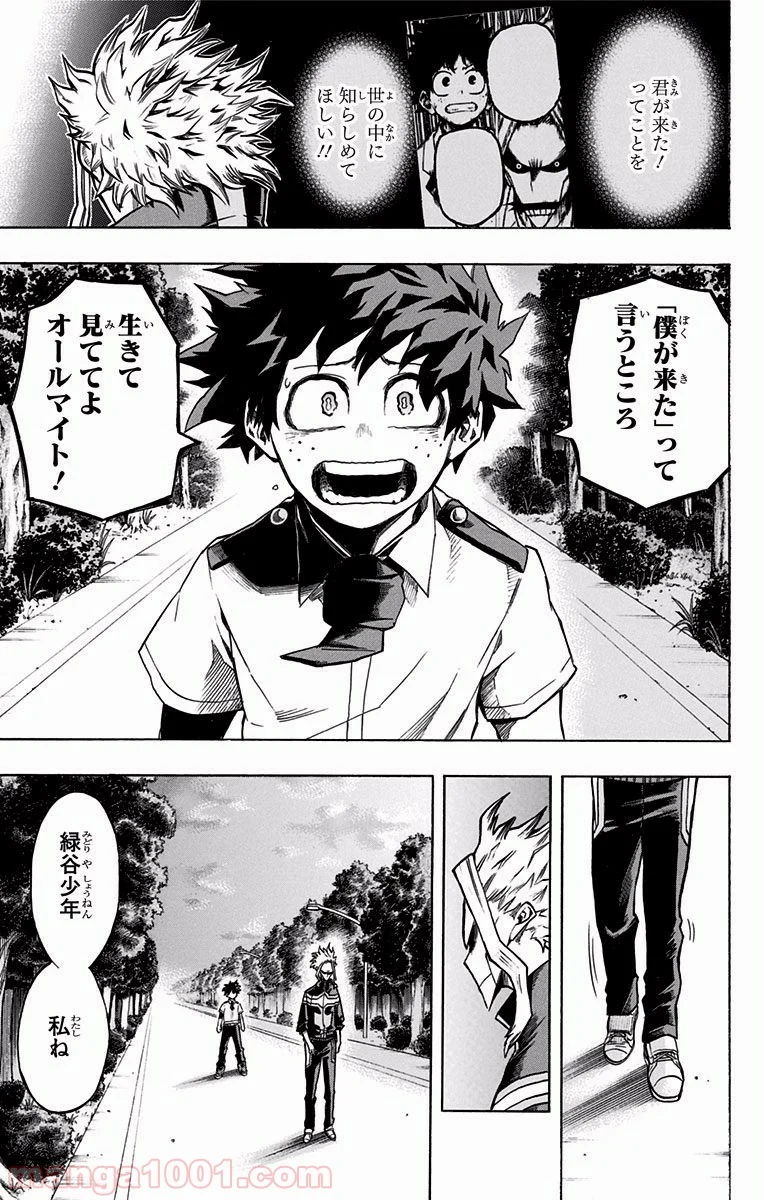 君が来た!
ってことを
世の中に
知らしめて
ほしい!!
「僕が来た」って
言うところ
生きて
見ててよ
オールマイト!
緑谷少年
私ね
manga1001.com